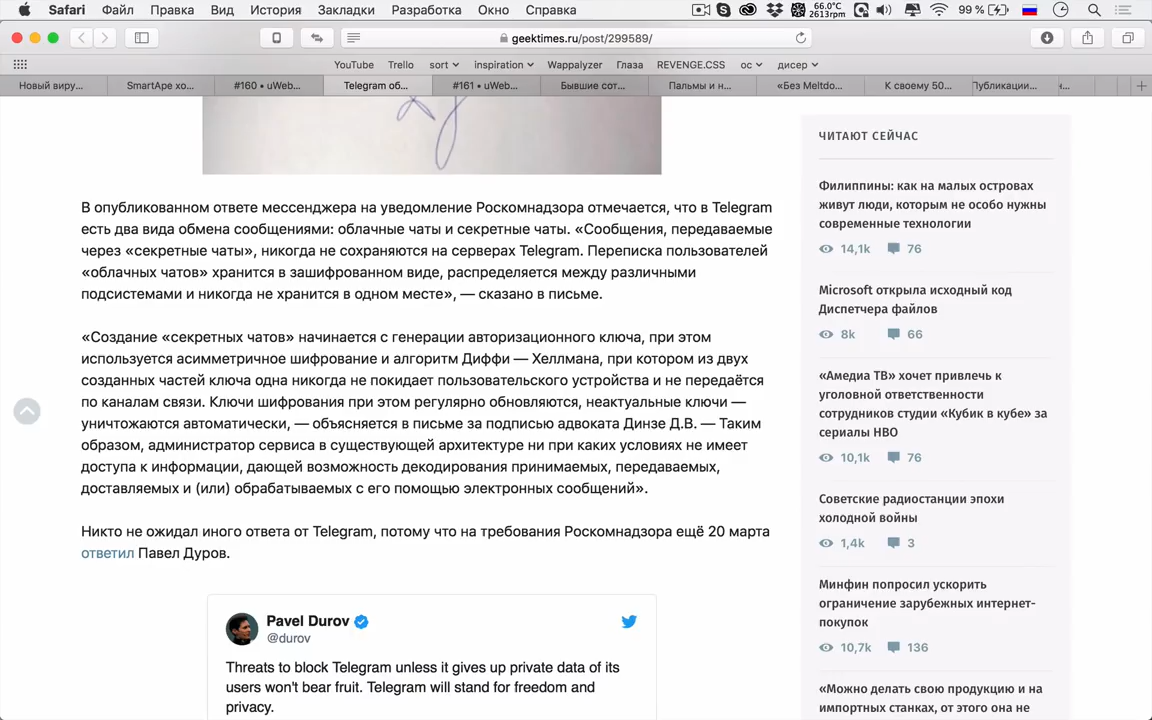 Safari Файл Правка Вид История Закладки Разработка Окно Справка 66.0°C 2613rpm 99 %
geektimes.ru/post/299589/
YouTube Trello sort inspiration Wappalyzer Глаза REVENGE.CSS ос дисер
Новый виру... SmartApe хо... #160 • uWeb... Telegram об... #161 • uWeb... Бывшие сот... Пальмы и н... «Без Meltdo... К своему 50... Публикации...
В опубликованном ответе мессенджера на уведомление Роскомнадзора отмечается, что в Telegram
есть два вида обмена сообщениями: облачные чаты и секретные чаты. «Сообщения, передаваемые
через «секретные чаты», никогда не сохраняются на серверах Telegram. Переписка пользователей
«облачных чатов» хранится в зашифрованном виде, распределяется между различными
подсистемами и никогда не хранится в одном месте», — сказано в письме.
«Создание «секретных чатов» начинается с генерации авторизационного ключа, при этом
используется асимметричное шифрование и алгоритм Диффи — Хеллмана, при котором из двух
созданных частей ключа одна никогда не покидает пользовательского устройства и не передаётся
по каналам связи. Ключи шифрования при этом регулярно обновляются, неактуальные ключи —
уничтожаются автоматически, — объясняется в письме за подписью адвоката Динзе Д.В. — Таким
образом, администратор сервиса в существующей архитектуре ни при каких условиях не имеет
доступа к информации, дающей возможность декодирования принимаемых, передаваемых,
доставляемых и (или) обрабатываемых с его помощью электронных сообщений».
Никто не ожидал иного ответа от Telegram, потому что на требования Роскомнадзора ещё 20 марта
ответил Павел Дуров.
Pavel Durov
@durov
Threats to block Telegram unless it gives up private data of its
users won't bear fruit. Telegram will stand for freedom and
privacy.
ЧИТАЮТ СЕЙЧАС
Филиппины: как на малых островах
живут люди, которым не особо нужны
современные технологии
14,1k 76
Microsoft открыла исходный код
Диспетчера файлов
8k 66
«Амедиа ТВ» хочет привлечь к
уголовной ответственности
сотрудников студии «Кубик в кубе» за
сериалы HBO
10,1k 76
Советские радиостанции эпохи
холодной войны
1,4k 3
Минфин попросил ускорить
ограничение зарубежных интернет-
покупок
10,7k 136
«Можно делать свою продукцию и на
импортных станках, от этого она не